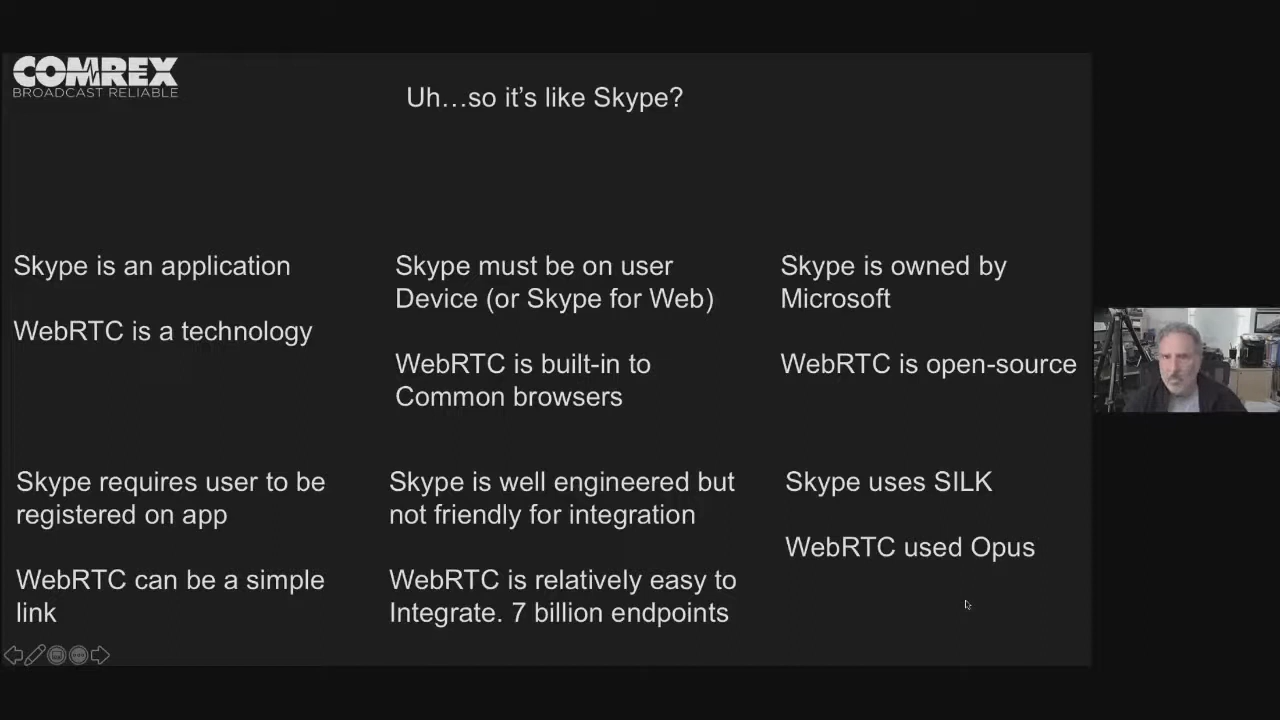 COMREX
BROADCAST RELIABLE
Uh…so it's like Skype?
Skype is an application
WebRTC is a technology
Skype must be on user
Device (or Skype for Web)
WebRTC is built-in to
Common browsers
Skype is owned by
Microsoft
WebRTC is open-source
Skype requires user to be
registered on app
WebRTC can be a simple
link
Skype is well engineered but
not friendly for integration
WebRTC is relatively easy to
Integrate. 7 billion endpoints
Skype uses SILK
WebRTC used Opus